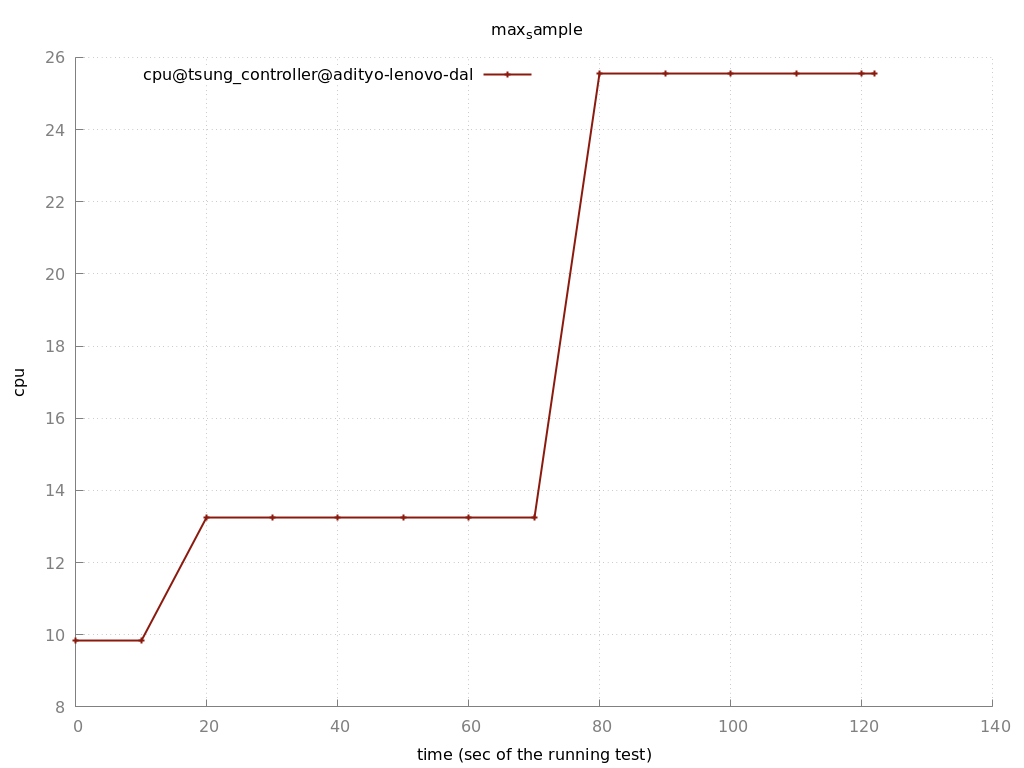 max_sample
26
cpu@tsung_controller@adityo-lenovo-dal
24
22
20
18
cpu
16
14
12
10
8
0 20 40 60 80 100 120 140
time (sec of the running test)